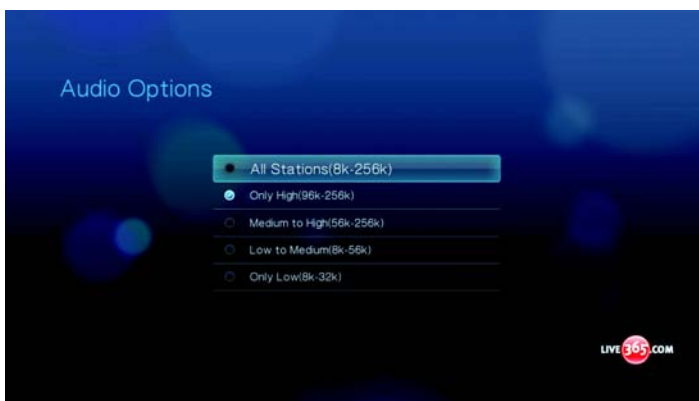 Audio Options
All Stations(8k-256k)
Only High(96k-256k)
Medium to High(56k-256k)
Low to Medium(8k-56k)
Only Low(8k-32k)
LIVE365.COM